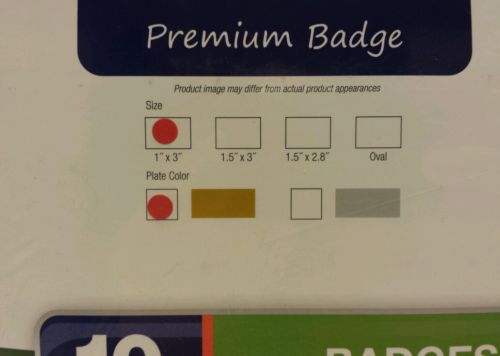 Premium Badge
Product image may differ from actual product appearances
Size
1" x 3" 1.5" x 3" 1.5" x 2.8" Oval
Plate Color
BADGES